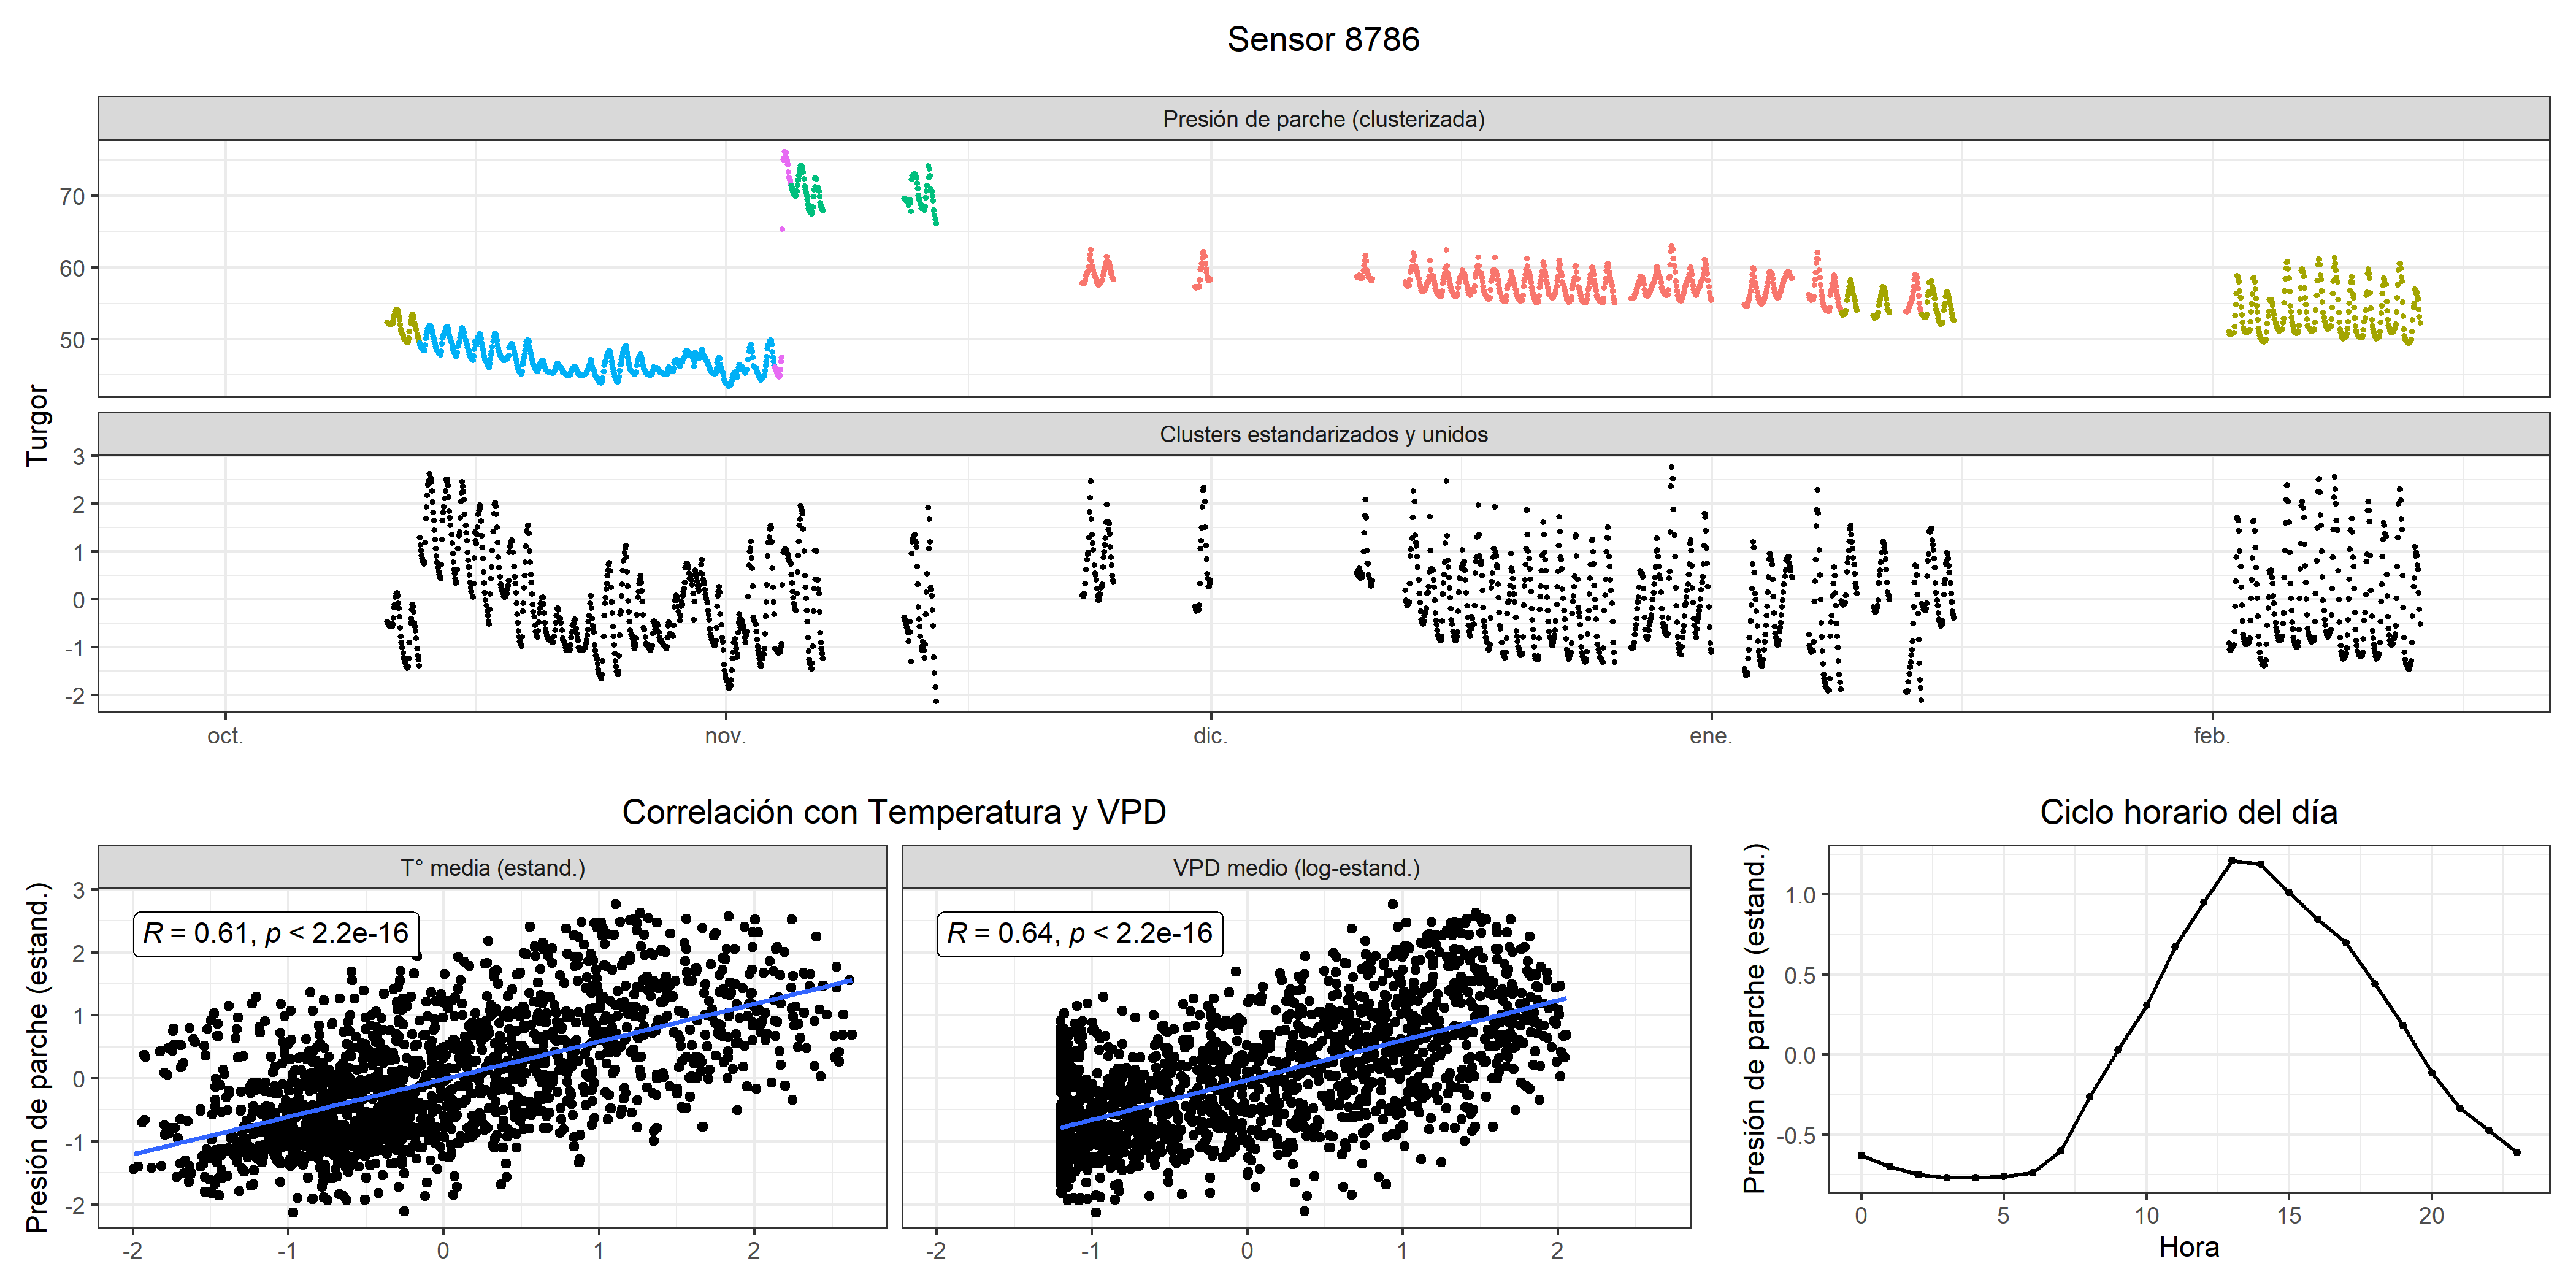 Sensor 8786
Presión de parche (clusterizada)
70
60
50
Turgor
Clusters estandarizados y unidos
3
2
1
0
-1
-2
oct. nov. dic. ene. feb.
Correlación con Temperatura y VPD
T° media (estand.)
VPD medio (log-estand.)
Presión de parche (estand.)
3
2
1
0
-1
-2
R = 0.61, p < 2.2e-16
R = 0.64, p < 2.2e-16
-2 -1 0 1 2
-2 -1 0 1 2
Ciclo horario del día
Presión de parche (estand.)
1.0
0.5
0.0
-0.5
0 5 10 15 20
Hora